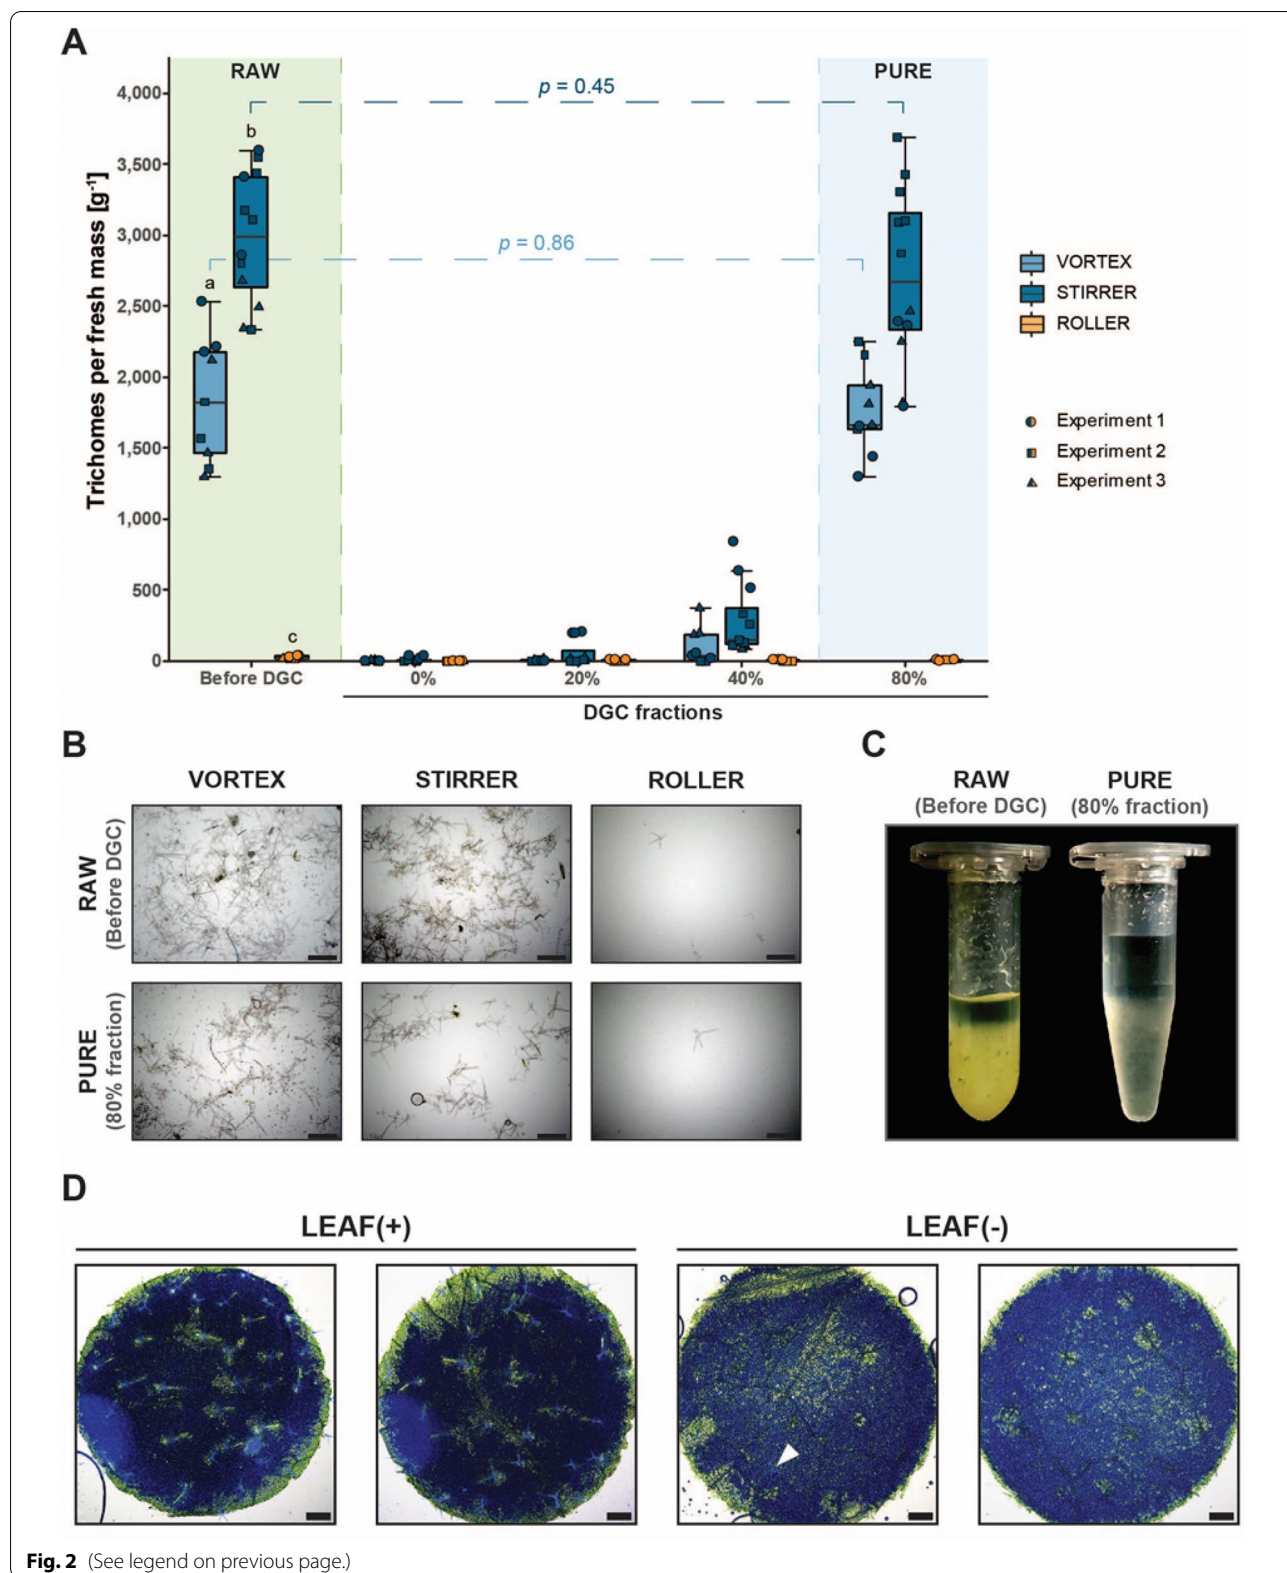 A
RAW
PURE
p = 0.45
p = 0.86
a
b
c
Trichomes per fresh mass [g⁻¹]
4,000
3,500
3,000
2,500
2,000
1,500
1,000
500
0
Before DGC
0%
20%
40%
80%
DGC fractions
VORTEX
STIRRER
ROLLER
Experiment 1
Experiment 2
Experiment 3
B
VORTEX
STIRRER
ROLLER
RAW
(Before DGC)
PURE
(80% fraction)
C
RAW
(Before DGC)
PURE
(80% fraction)
D
LEAF(+)
LEAF(-)
Fig. 2 (See legend on previous page.)